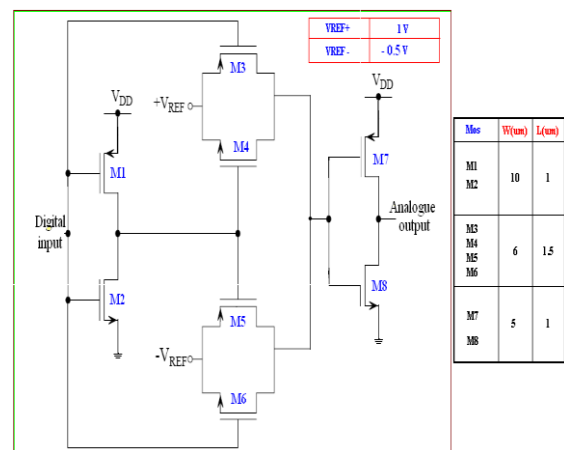 VREF+ 1 V
VREF - - 0.5 V
M3
VDD
+VREF
VDD
M4
M1
M7
Digital
input
Analogue
output
M2
M8
M5
-VREF
M6
Mos W(um) L(um)
M1
M2
10 1
M3
M4
M5
M6
6 1.5
M7
M8
5 1